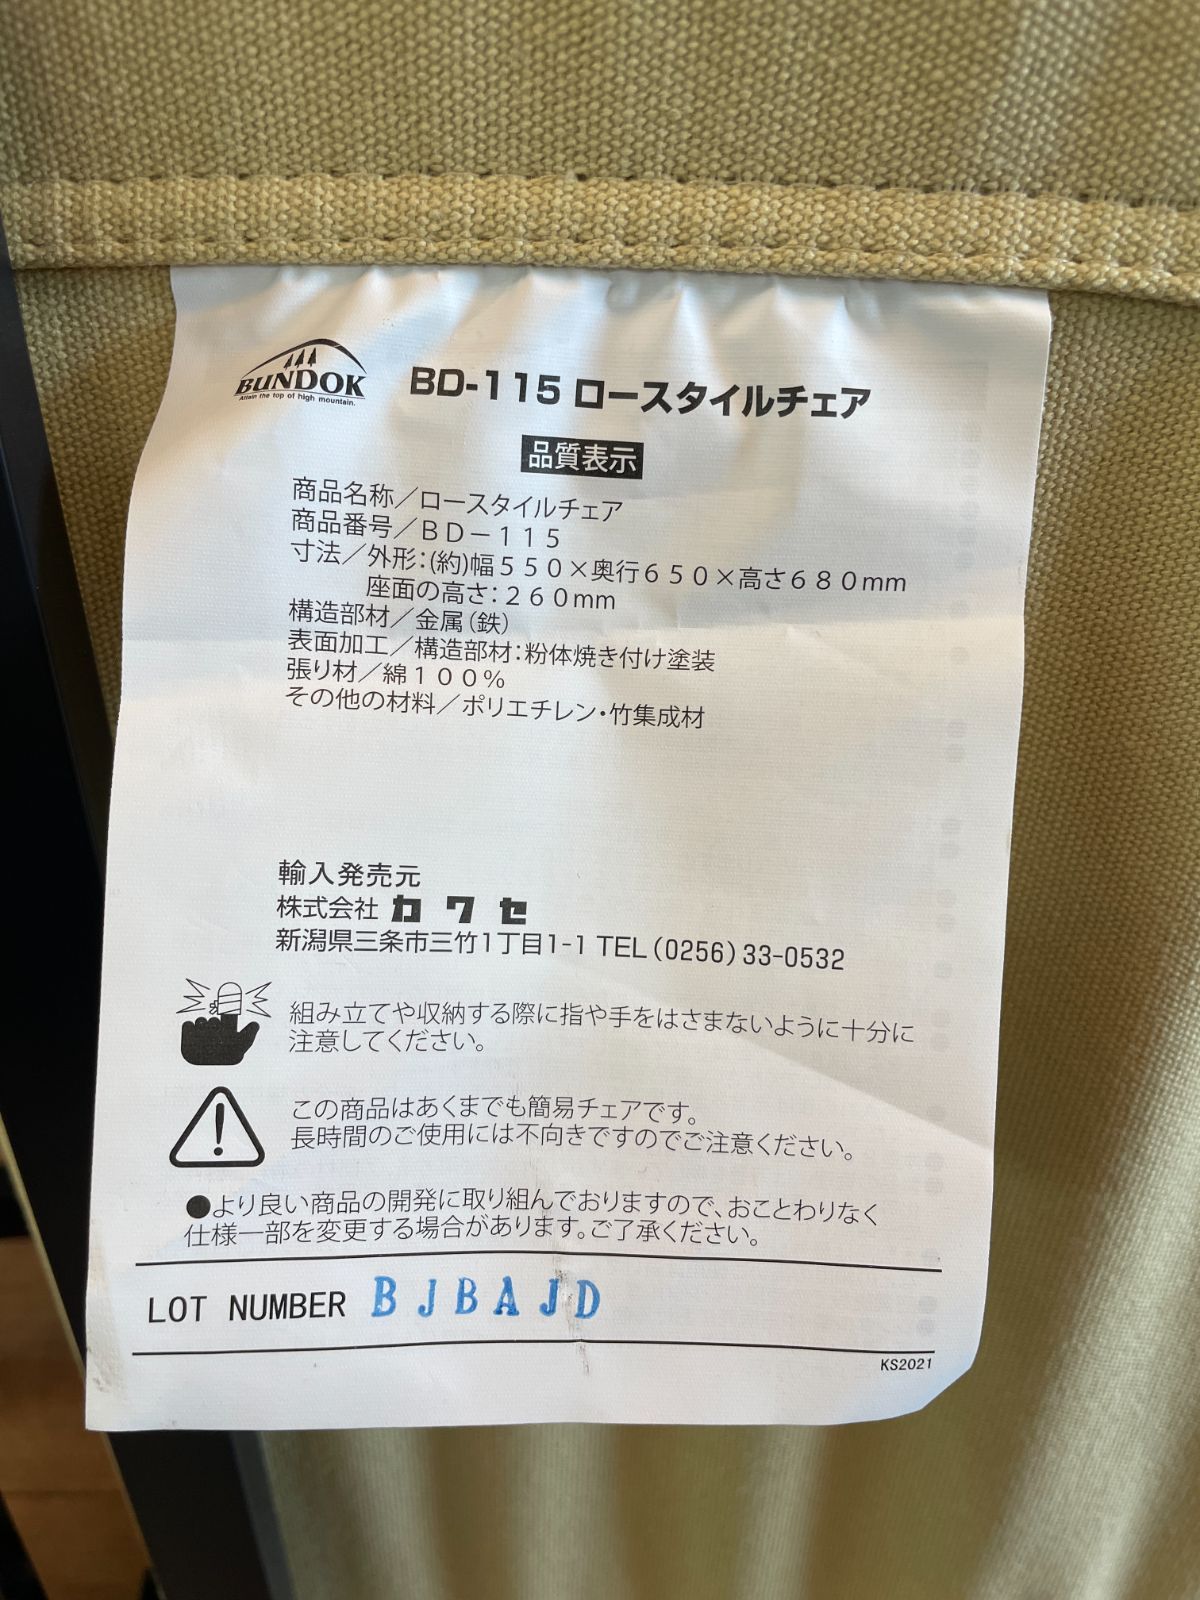 BUNDOK
Attain the top of high mountain.
BD-115 ロースタイルチェア
品質表示
商品名称／ロースタイルチェア
商品番号／ＢＤ－１１５
寸法／外形：(約)幅５５０×奥行６５０×高さ６８０mm
座面の高さ：２６０mm
構造部材／金属（鉄）
表面加工／構造部材：粉体焼き付け塗装
張り材／綿１００％
その他の材料／ポリエチレン・竹集成材
輸入発売元
株式会社 カワセ
新潟県三条市三竹1丁目1-1 TEL（0256）33-0532
組み立てや収納する際に指や手をはさまないように十分に
注意してください。
この商品はあくまでも簡易チェアです。
長時間のご使用には不向きですのでご注意ください。
●より良い商品の開発に取り組んでおりますので、おことわりなく
仕様一部を変更する場合があります。ご了承ください。
LOT NUMBER BJBAJD
KS2021